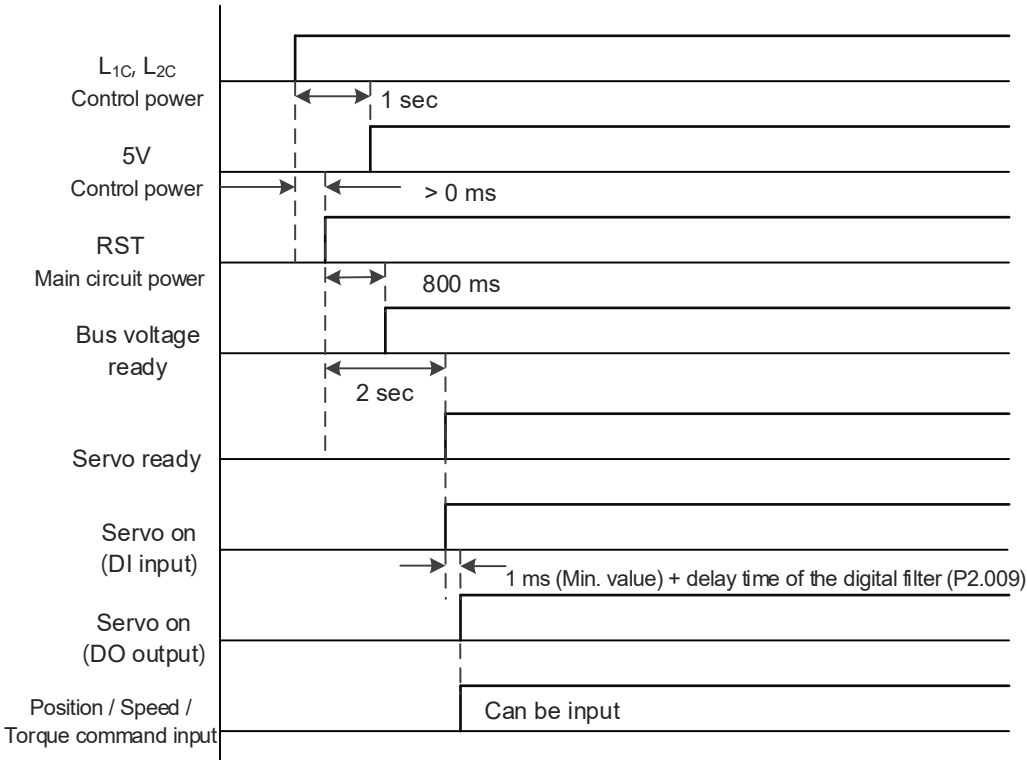 L1C, L2C
Control power
1 sec
5V
Control power
> 0 ms
RST
Main circuit power
800 ms
Bus voltage
ready
2 sec
Servo ready
Servo on
(DI input)
1 ms (Min. value) + delay time of the digital filter (P2.009)
Servo on
(DO output)
Position / Speed /
Torque command input
Can be input